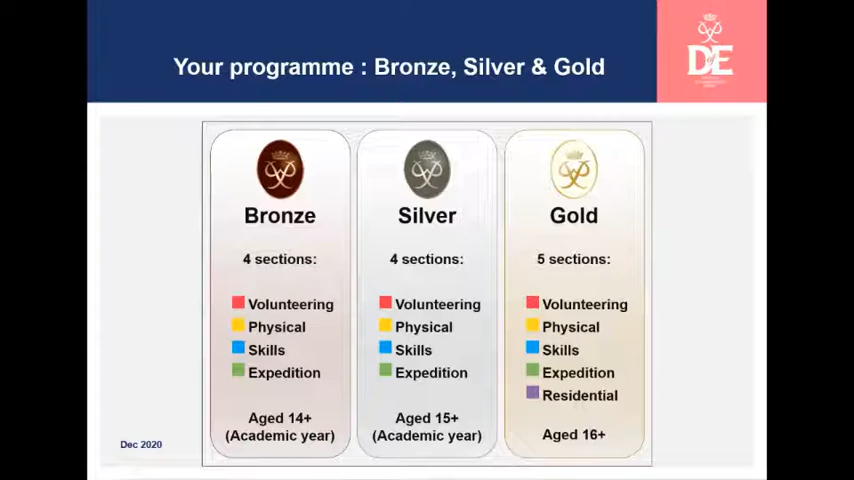 Your programme : Bronze, Silver & Gold
DofE
Bronze
4 sections:
Volunteering
Physical
Skills
Expedition
Aged 14+
(Academic year)
Silver
4 sections:
Volunteering
Physical
Skills
Expedition
Aged 15+
(Academic year)
Gold
5 sections:
Volunteering
Physical
Skills
Expedition
Residential
Aged 16+
Dec 2020